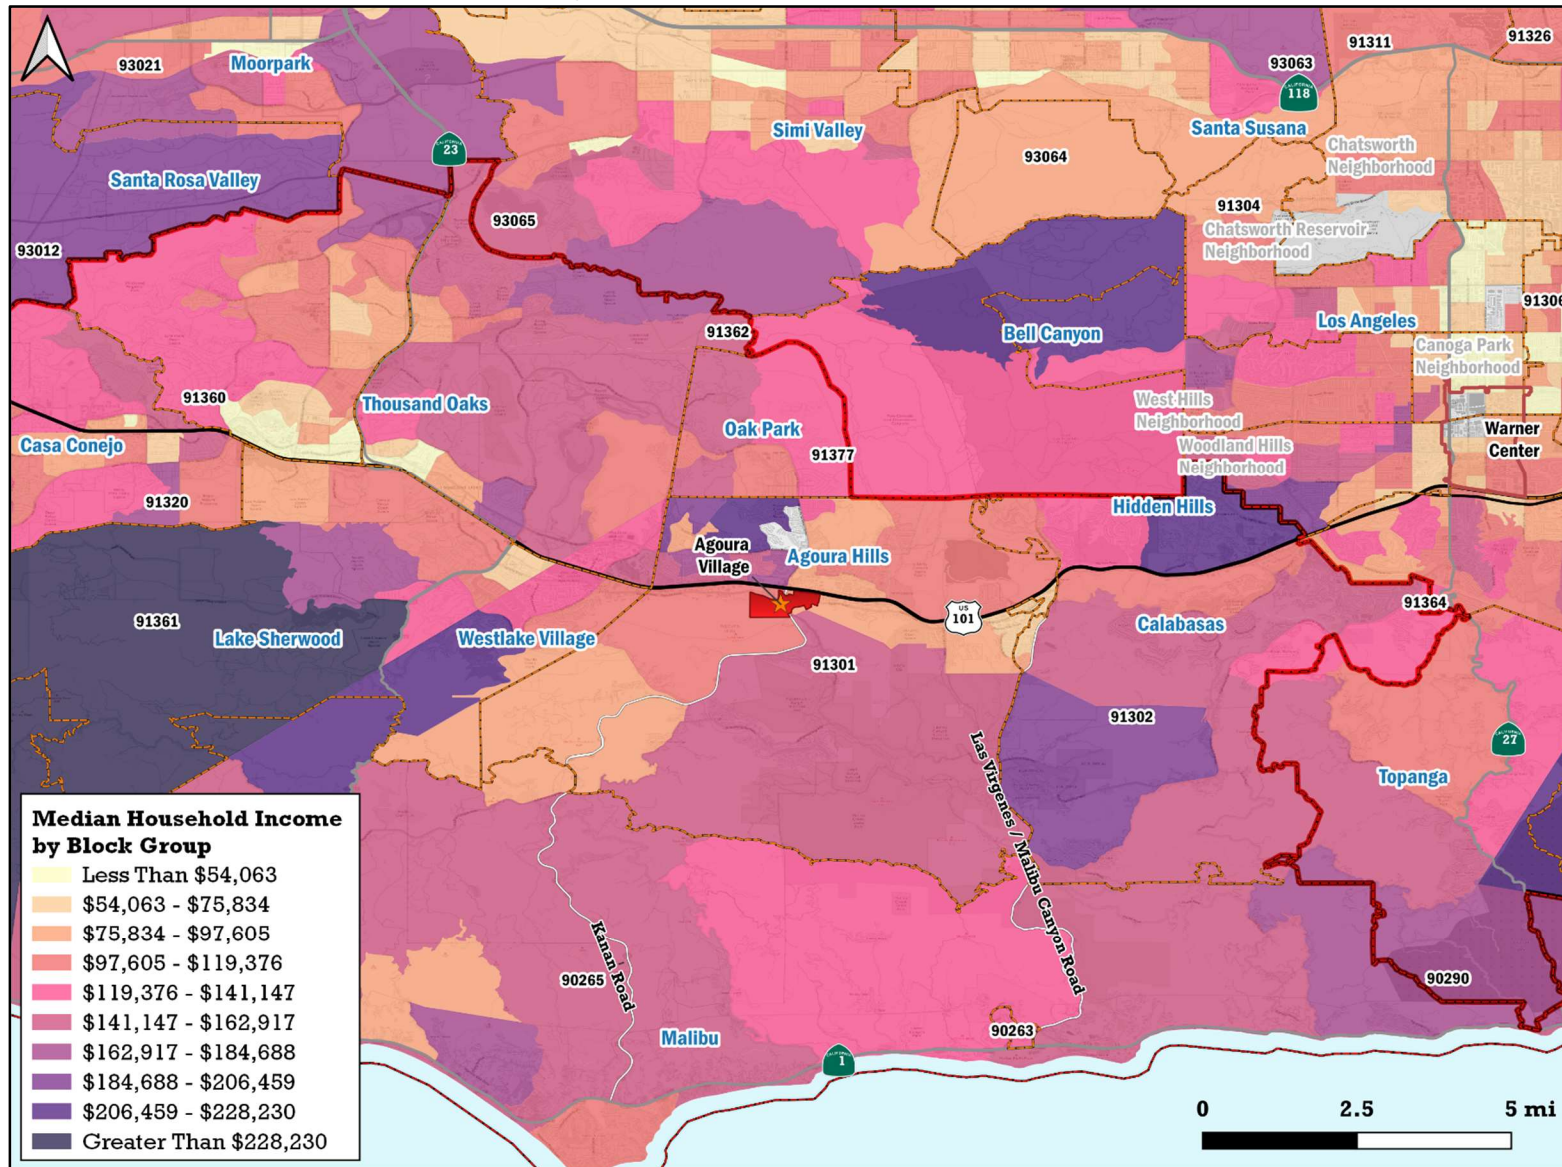 93021
Moorpark
91326
91311
93063
CALIFORNIA
118
Simi Valley
Santa Susana
CALIFORNIA
23
93064
Chatsworth
Neighborhood
Santa Rosa Valley
93065
91304
Chatsworth Reservoir
Neighborhood
93012
91306
91362
Bell Canyon
Los Angeles
Canoga Park
Neighborhood
91360
Thousand Oaks
West Hills
Neighborhood
Casa Conejo
Oak Park
91377
Woodland Hills
Neighborhood
Warner
Center
91320
Hidden Hills
Agoura
Village
Agoura Hills
91361
Lake Sherwood
Westlake Village
US
101
Calabasas
91364
91301
91302
CALIFORNIA
27
Topanga
Las Virgenes / Malibu Canyon Road
Kanan Road
90265
90290
90263
Malibu
CALIFORNIA
1
Median Household Income
by Block Group
Less Than $54,063
$54,063 - $75,834
$75,834 - $97,605
$97,605 - $119,376
$119,376 - $141,147
$141,147 - $162,917
$162,917 - $184,688
$184,688 - $206,459
$206,459 - $228,230
Greater Than $228,230
0 2.5 5 mi